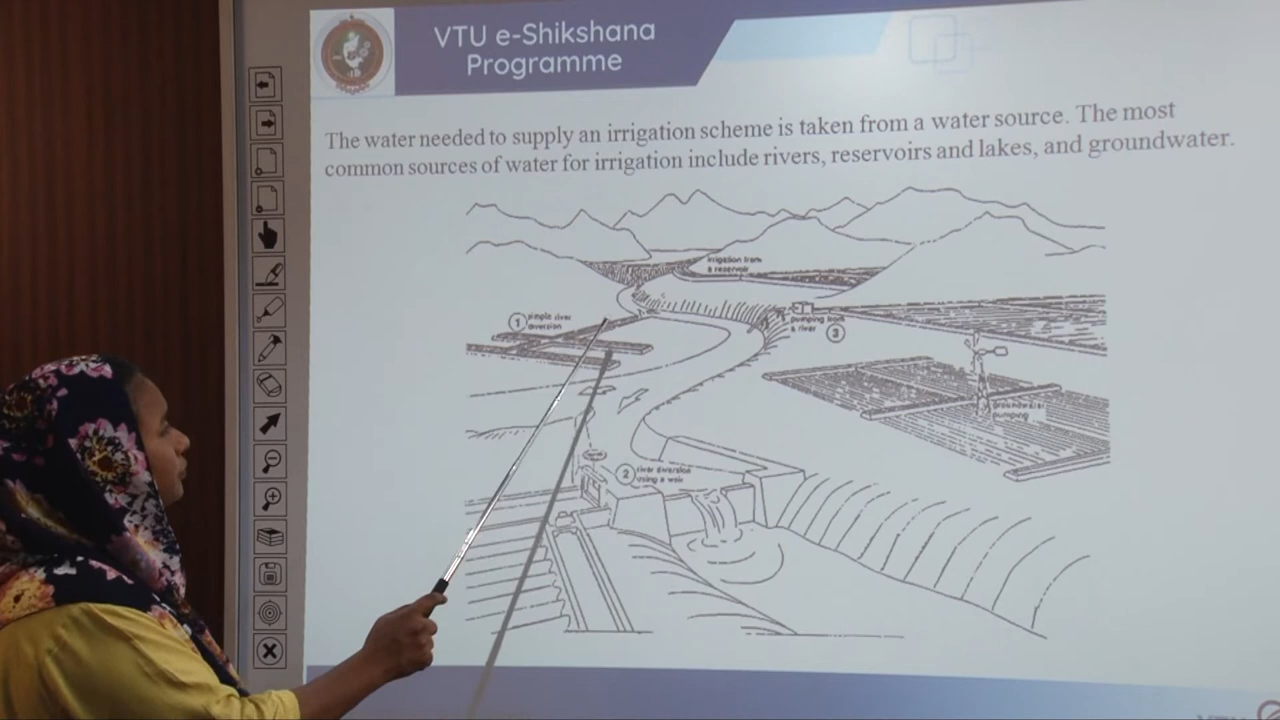 VTU e-Shikshana
Programme
The water needed to supply an irrigation scheme is taken from a water source. The most
common sources of water for irrigation include rivers, reservoirs and lakes, and groundwater.
irrigation from
a reservoir
1 simple river
diversion
pumping from
a river 3
groundwater
pumping
2 river diversion
using a weir